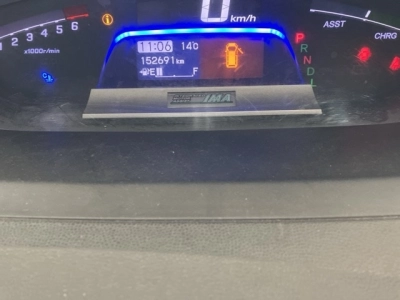 1 2 3 4 5 6
x1000r/min
0 km/h
11:06 14°C
152691 km
E F
P
R
N
D
L
ASST CHRG
IMA